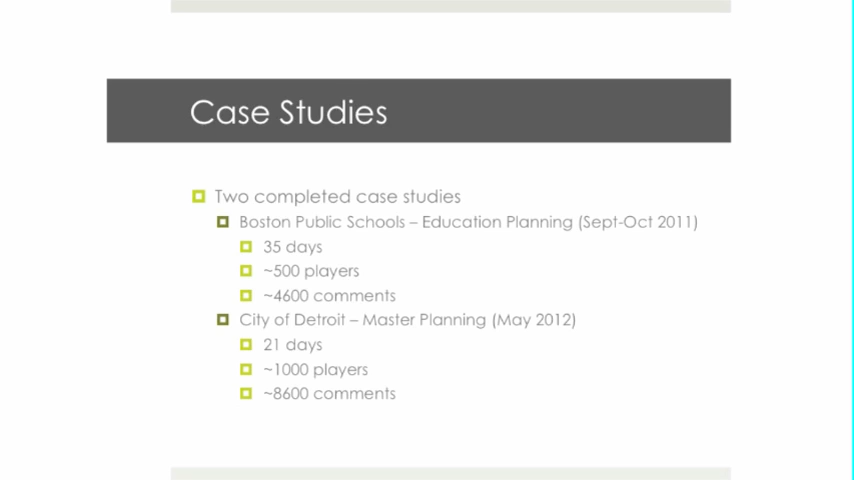 Case Studies
Two completed case studies
Boston Public Schools – Education Planning (Sept-Oct 2011)
35 days
~500 players
~4600 comments
City of Detroit – Master Planning (May 2012)
21 days
~1000 players
~8600 comments